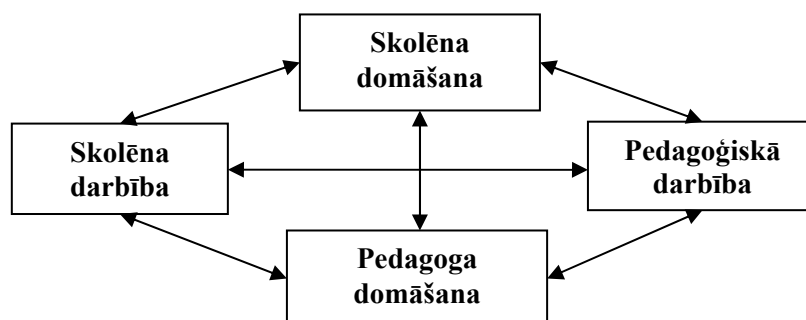 Skolēna
domāšana
Skolēna
darbība
Pedagoģiskā
darbība
Pedagoga
domāšana